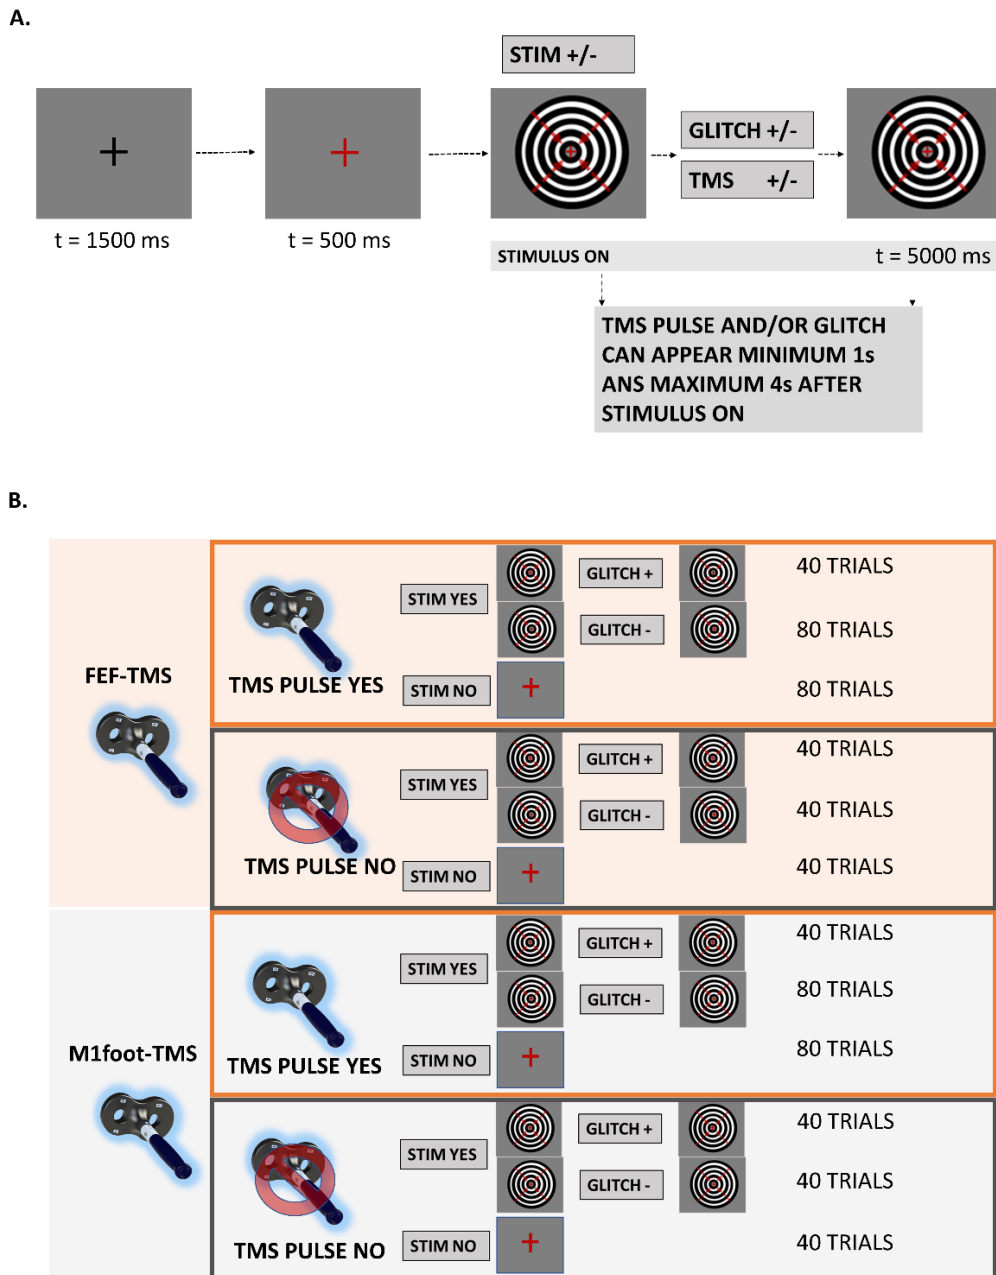 A.
STIM +/-
GLITCH +/-
TMS +/-
t = 1500 ms
t = 500 ms
STIMULUS ON
t = 5000 ms
TMS PULSE AND/OR GLITCH
CAN APPEAR MINIMUM 1s
ANS MAXIMUM 4s AFTER
STIMULUS ON
B.
FEF-TMS
TMS PULSE YES
STIM YES
GLITCH +
40 TRIALS
GLITCH -
80 TRIALS
STIM NO
80 TRIALS
TMS PULSE NO
STIM YES
GLITCH +
40 TRIALS
GLITCH -
40 TRIALS
STIM NO
40 TRIALS
M1foot-TMS
TMS PULSE YES
STIM YES
GLITCH +
40 TRIALS
GLITCH -
80 TRIALS
STIM NO
80 TRIALS
TMS PULSE NO
STIM YES
GLITCH +
40 TRIALS
GLITCH -
40 TRIALS
STIM NO
40 TRIALS